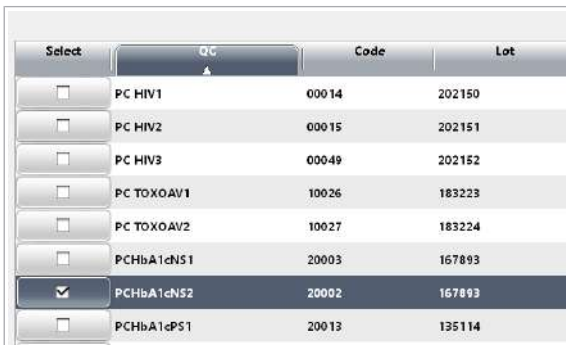 Select QC Code Lot
PC HIV1 00014 202150
PC HIV2 00015 202151
PC HIV3 00049 202152
PC TOXOAV1 10026 183223
PC TOXOAV2 10027 183224
PCHbA1cNS1 20003 167893
PCHbA1cNS2 20002 167893
PCHbA1cPS1 20013 135114